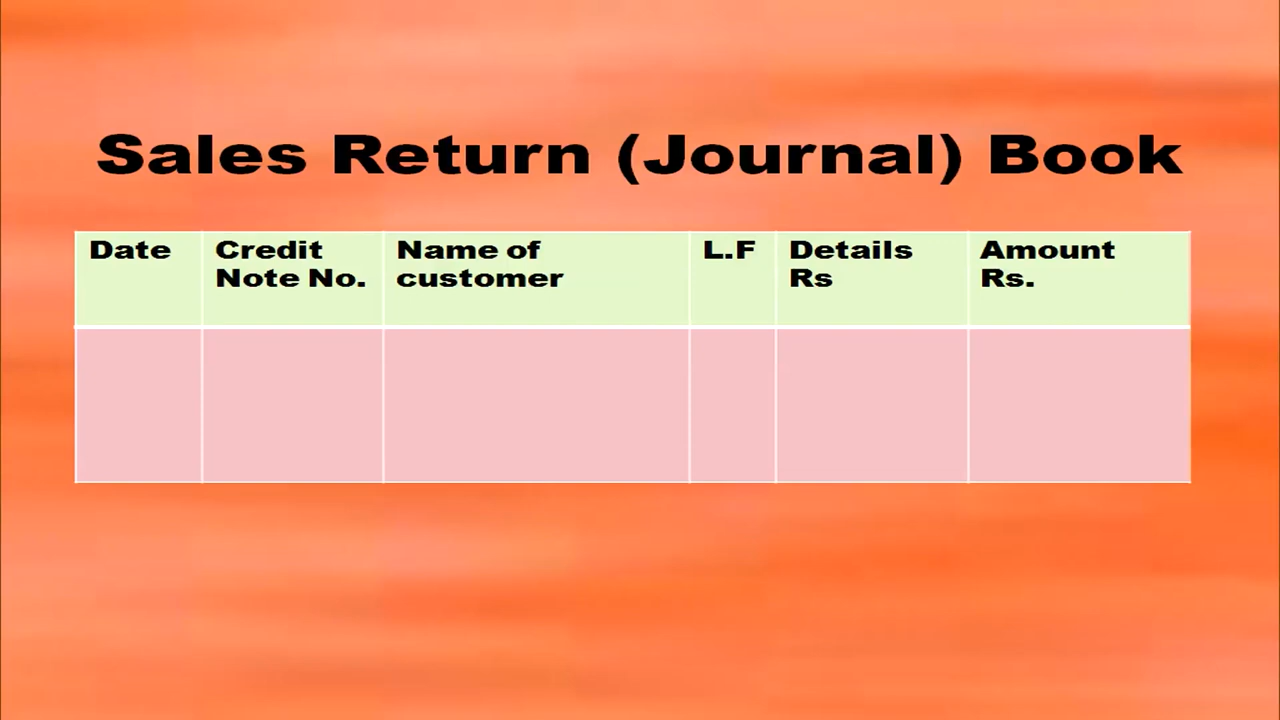 Sales Return (Journal) Book
Date
Credit
Note No.
Name of
customer
L.F
Details
Rs
Amount
Rs.